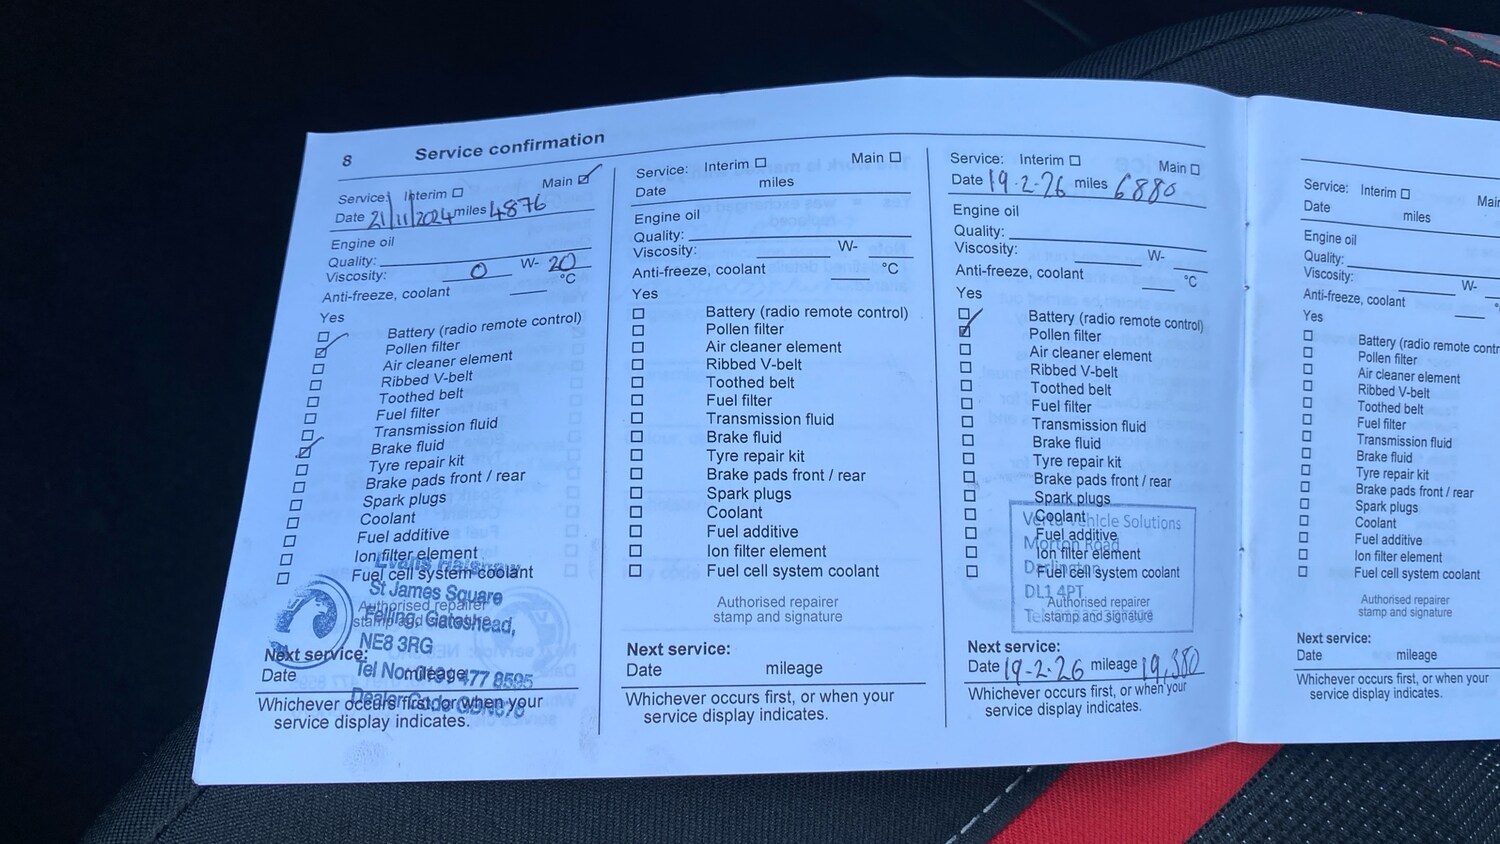 8 Service confirmation
Service: Interim Main
Date 21/11/2024 miles 4876
Engine oil
Quality:
Viscosity: 0 W- 20
Anti-freeze, coolant °C
Yes
Battery (radio remote control)
Pollen filter
Air cleaner element
Ribbed V-belt
Toothed belt
Fuel filter
Transmission fluid
Brake fluid
Tyre repair kit
Brake pads front / rear
Spark plugs
Coolant
Fuel additive
Ion filter element
Fuel cell system coolant
Evans Halshaw
St James Square
Authorised repairer
stamp and signature
Felling, Gateshead,
NE8 3RG
Next service:
Tel No: 0191 477 8595
Date mileage
Dealer Code
Whichever occurs first, or when your
service display indicates.
Service: Interim Main
Date miles
Engine oil
Quality:
Viscosity: W-
Anti-freeze, coolant °C
Yes
Battery (radio remote control)
Pollen filter
Air cleaner element
Ribbed V-belt
Toothed belt
Fuel filter
Transmission fluid
Brake fluid
Tyre repair kit
Brake pads front / rear
Spark plugs
Coolant
Fuel additive
Ion filter element
Fuel cell system coolant
Authorised repairer
stamp and signature
Next service:
Date mileage
Whichever occurs first, or when your
service display indicates.
Service: Interim Main
Date 19.2.26 miles 6880
Engine oil
Quality:
Viscosity: W-
Anti-freeze, coolant °C
Yes
Battery (radio remote control)
Pollen filter
Air cleaner element
Ribbed V-belt
Toothed belt
Fuel filter
Transmission fluid
Brake fluid
Tyre repair kit
Brake pads front / rear
Spark plugs
Coolant
Vertu Vehicle Solutions
Fuel additive
Morton Road
Ion filter element
Darlington
Fuel cell system coolant
DL1 4PT
Authorised repairer
stamp and signature
Next service:
Date 19-2-26 mileage 19,380
Whichever occurs first, or when your
service display indicates.
Service: Interim
Date miles
Engine oil
Quality:
Viscosity: W-
Anti-freeze, coolant
Yes
Battery (radio remote contr
Pollen filter
Air cleaner element
Ribbed V-belt
Toothed belt
Fuel filter
Transmission fluid
Brake fluid
Tyre repair kit
Brake pads front / rear
Spark plugs
Coolant
Fuel additive
Ion filter element
Fuel cell system coolant
Authorised repairer
stamp and signature
Next service:
Date mileage
Whichever occurs first, or when your
service display indicates.